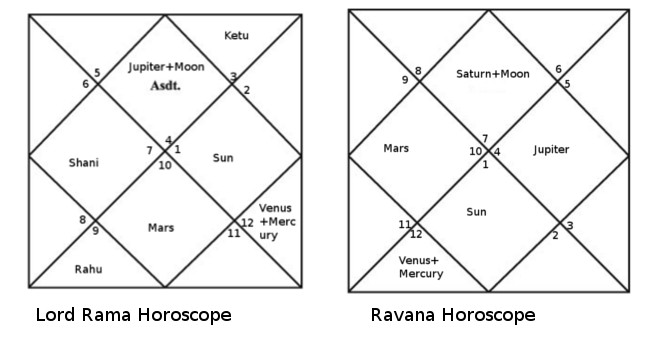 Ketu
Jupiter+Moon
Asdt.
5
6
3
2
4
7
1
10
Shani
Sun
8
9
Mars
12
11
Venus
+Merc
ury
Rahu
Lord Rama Horoscope
Saturn+Moon
8
9
6
5
Mars
7
10
4
1
Jupiter
Sun
11
12
3
2
Venus+
Mercury
Ravana Horoscope